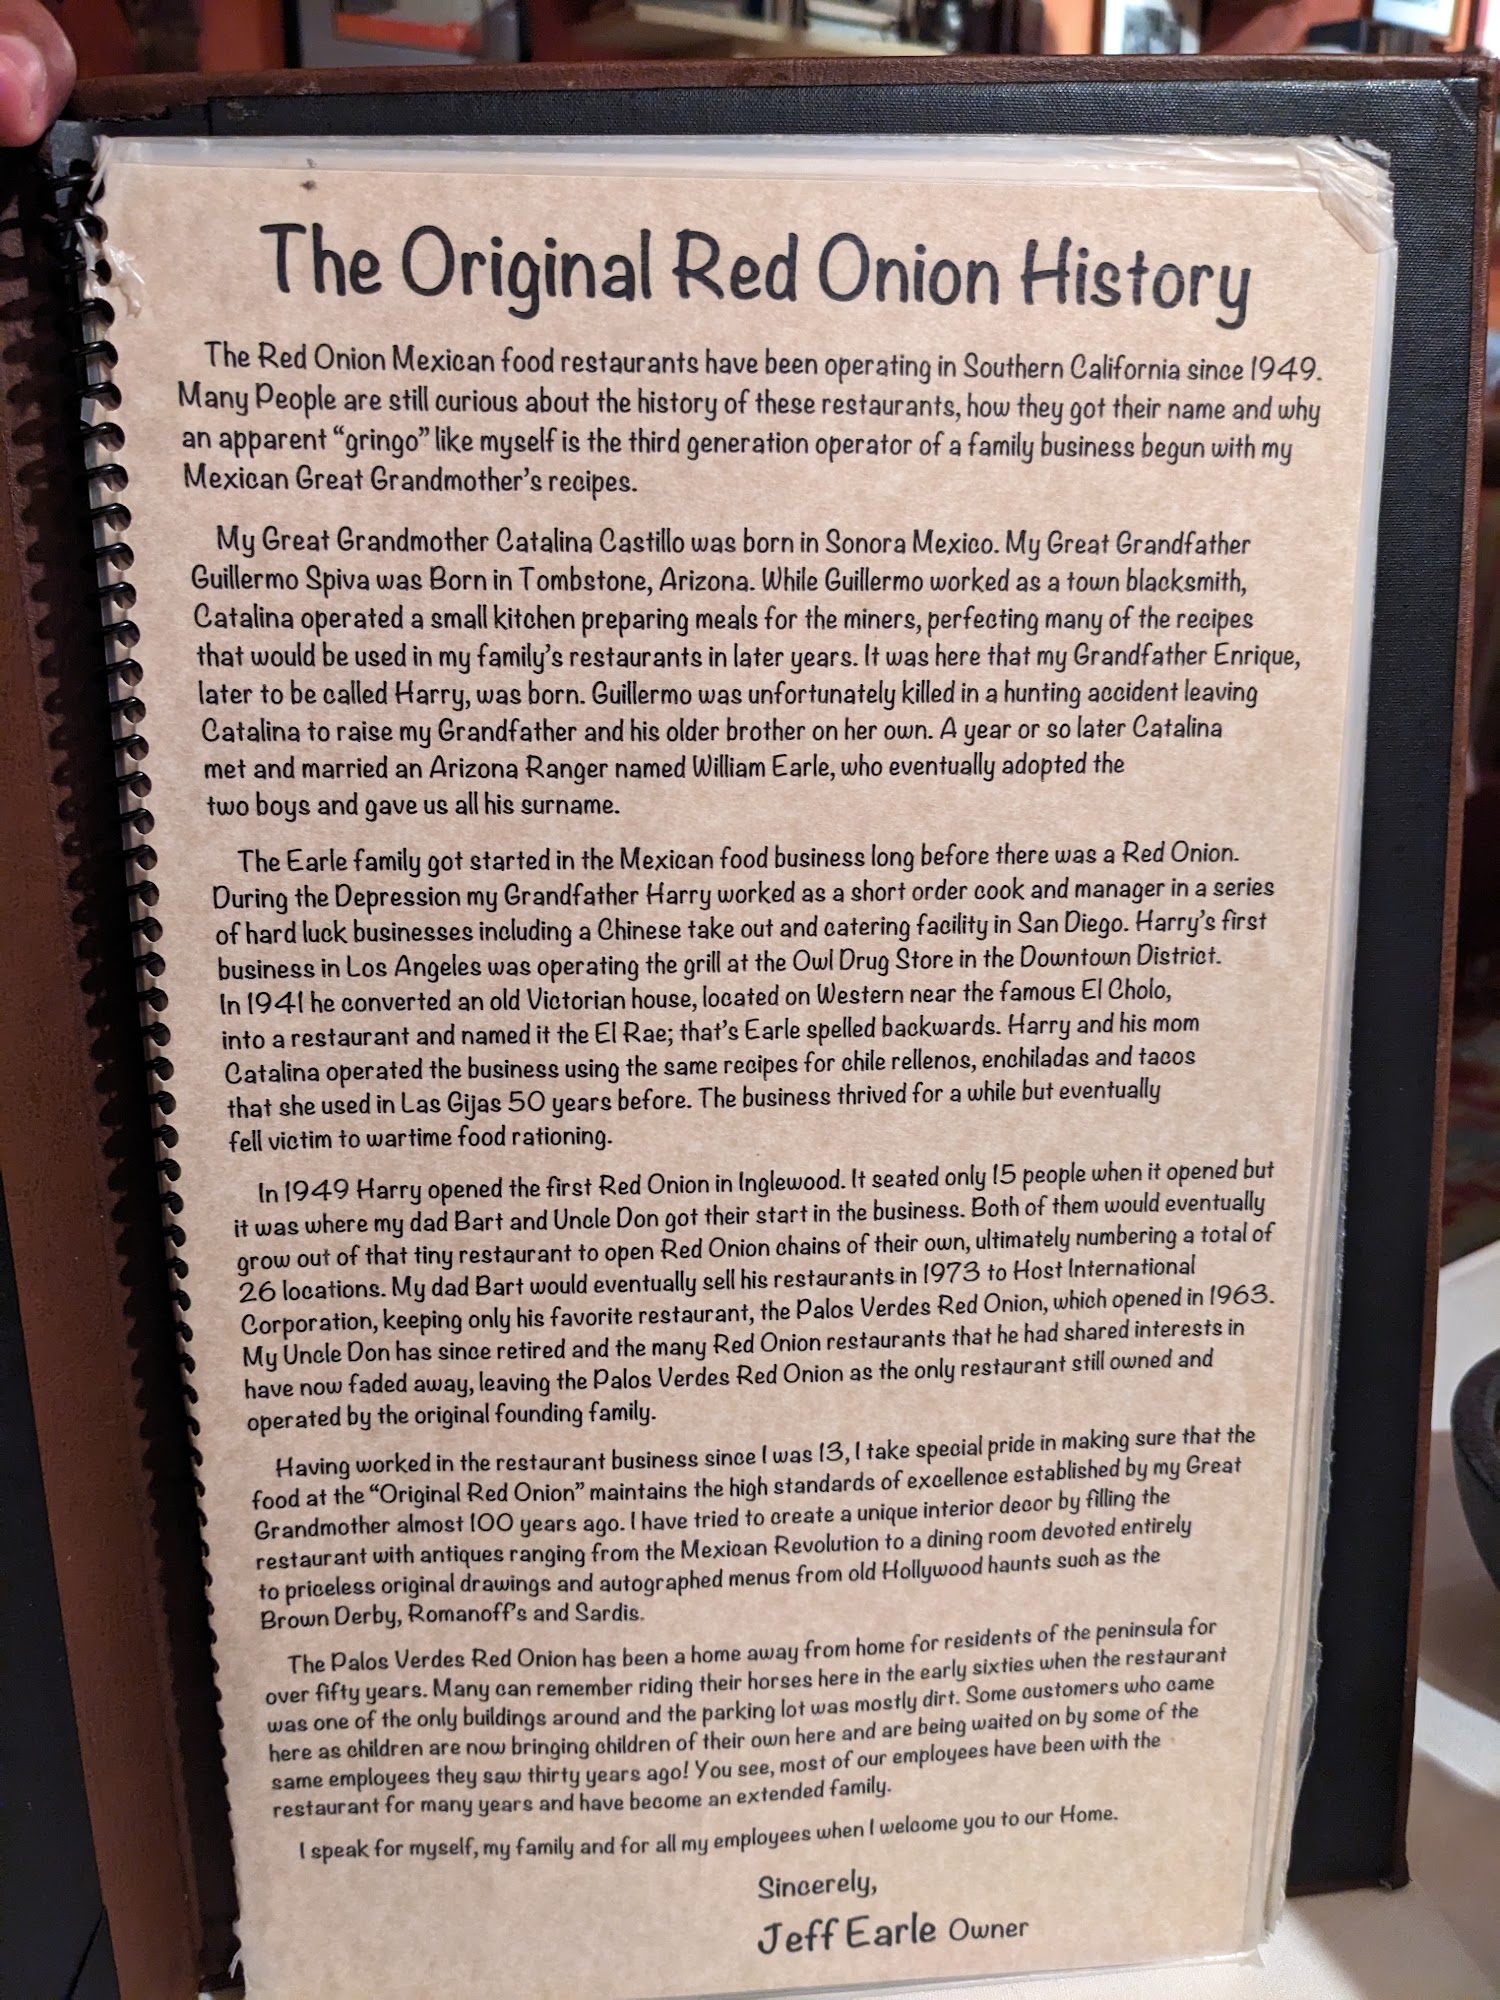 The Original Red Onion History
The Red Onion Mexican food restaurants have been operating in Southern California since 1949.
Many People are still curious about the history of these restaurants, how they got their name and why
an apparent “gringo” like myself is the third generation operator of a family business begun with my
Mexican Great Grandmother’s recipes.
My Great Grandmother Catalina Castillo was born in Sonora Mexico. My Great Grandfather
Guillermo Spiva was Born in Tombstone, Arizona. While Guillermo worked as a town blacksmith,
Catalina operated a small kitchen preparing meals for the miners, perfecting many of the recipes
that would be used in my family’s restaurants in later years. It was here that my Grandfather Enrique,
later to be called Harry, was born. Guillermo was unfortunately killed in a hunting accident leaving
Catalina to raise my Grandfather and his older brother on her own. A year or so later Catalina
met and married an Arizona Ranger named William Earle, who eventually adopted the
two boys and gave us all his surname.
The Earle family got started in the Mexican food business long before there was a Red Onion.
During the Depression my Grandfather Harry worked as a short order cook and manager in a series
of hard luck businesses including a Chinese take out and catering facility in San Diego. Harry’s first
business in Los Angeles was operating the grill at the Owl Drug Store in the Downtown District.
In 1941 he converted an old Victorian house, located on Western near the famous El Cholo,
into a restaurant and named it the El Rae; that’s Earle spelled backwards. Harry and his mom
Catalina operated the business using the same recipes for chile rellenos, enchiladas and tacos
that she used in Las Gijas 50 years before. The business thrived for a while but eventually
fell victim to wartime food rationing.
In 1949 Harry opened the first Red Onion in Inglewood. It seated only 15 people when it opened but
it was where my dad Bart and Uncle Don got their start in the business. Both of them would eventually
grow out of that tiny restaurant to open Red Onion chains of their own, ultimately numbering a total of
26 locations. My dad Bart would eventually sell his restaurants in 1973 to Host International
Corporation, keeping only his favorite restaurant, the Palos Verdes Red Onion, which opened in 1963.
My Uncle Don has since retired and the many Red Onion restaurants that he had shared interests in
have now faded away, leaving the Palos Verdes Red Onion as the only restaurant still owned and
operated by the original founding family.
Having worked in the restaurant business since I was 13, I take special pride in making sure that the
food at the “Original Red Onion” maintains the high standards of excellence established by my Great
Grandmother almost 100 years ago. I have tried to create a unique interior decor by filling the
restaurant with antiques ranging from the Mexican Revolution to a dining room devoted entirely
to priceless original drawings and autographed menus from old Hollywood haunts such as the
Brown Derby, Romanoff’s and Sardis.
The Palos Verdes Red Onion has been a home away from home for residents of the peninsula for
over fifty years. Many can remember riding their horses here in the early sixties when the restaurant
was one of the only buildings around and the parking lot was mostly dirt. Some customers who came
here as children are now bringing children of their own here and are being waited on by some of the
same employees they saw thirty years ago! You see, most of our employees have been with the
restaurant for many years and have become an extended family.
I speak for myself, my family and for all my employees when I welcome you to our Home.
Sincerely,
Jeff Earle Owner